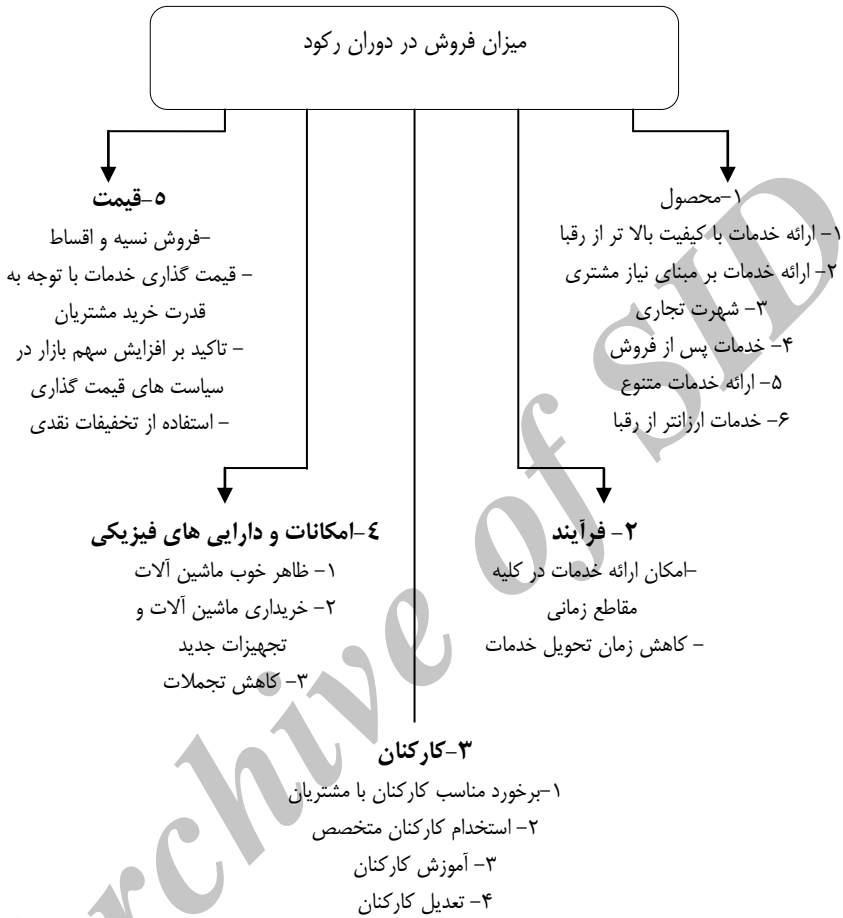 میزان فروش در دوران رکود
۱-محصول
۱- ارائه خدمات با کیفیت بالا تر از رقبا
۲- ارائه خدمات بر مبنای نیاز مشتری
۳- شهرت تجاری
۴- خدمات پس از فروش
۵- ارائه خدمات متنوع
۶- خدمات ارزانتر از رقبا
۲- فرآیند
-امکان ارائه خدمات در کلیه
مقاطع زمانی
- کاهش زمان تحویل خدمات
۳-کارکنان
۱-برخورد مناسب کارکنان با مشتریان
۲- استخدام کارکنان متخصص
۳- آموزش کارکنان
۴- تعدیل کارکنان
٤-امکانات و دارایی های فیزیکی
۱- ظاهر خوب ماشین آلات
۲- خریداری ماشین آلات و
تجهیزات جدید
۳- کاهش تجملات
۵-قیمت
-فروش نسیه و اقساط
- قیمت گذاری خدمات با توجه به
قدرت خرید مشتریان
- تاکید بر افزایش سهم بازار در
سیاست های قیمت گذاری
- استفاده از تخفیفات نقدی
Archive of SID